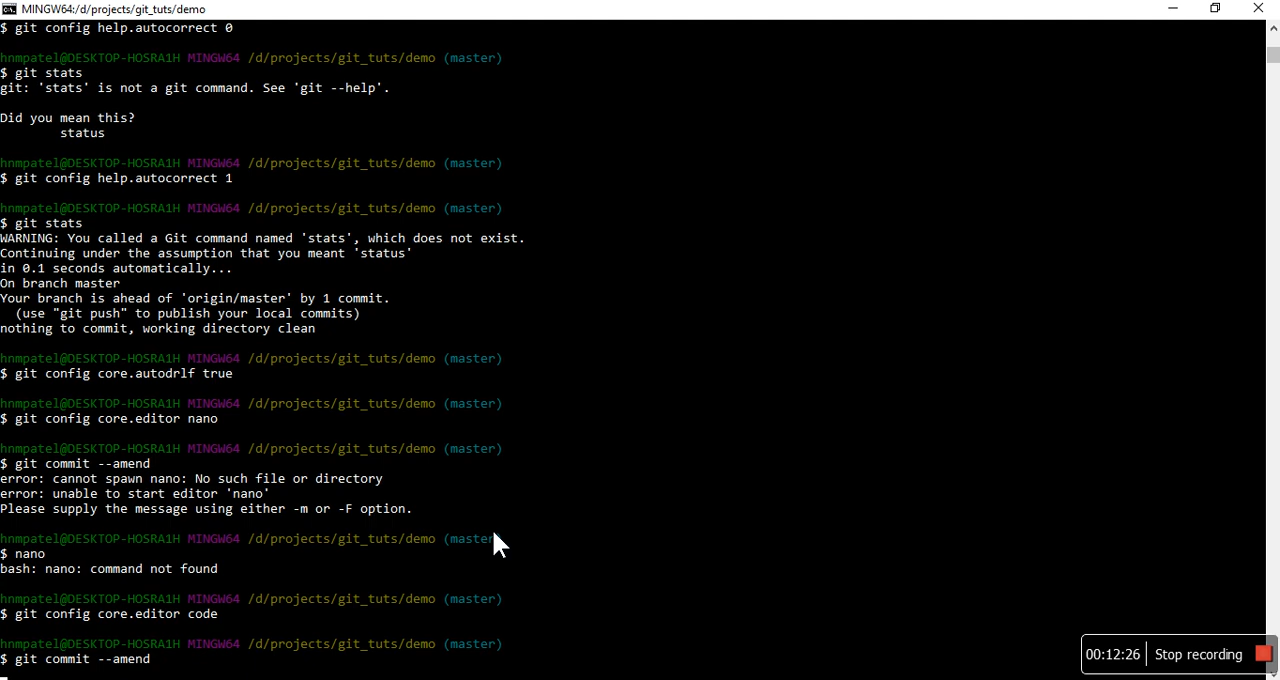 MINGW64:/d/projects/git_tuts/demo
$ git config help.autocorrect 0
hnmpatel@DESKTOP-HOSRA1H MINGW64 /d/projects/git_tuts/demo (master)
$ git stats
git: 'stats' is not a git command. See 'git --help'.
Did you mean this?
status
hnmpatel@DESKTOP-HOSRA1H MINGW64 /d/projects/git_tuts/demo (master)
$ git config help.autocorrect 1
hnmpatel@DESKTOP-HOSRA1H MINGW64 /d/projects/git_tuts/demo (master)
$ git stats
WARNING: You called a Git command named 'stats', which does not exist.
Continuing under the assumption that you meant 'status'
in 0.1 seconds automatically...
On branch master
Your branch is ahead of 'origin/master' by 1 commit.
(use "git push" to publish your local commits)
nothing to commit, working directory clean
hnmpatel@DESKTOP-HOSRA1H MINGW64 /d/projects/git_tuts/demo (master)
$ git config core.autodrlf true
hnmpatel@DESKTOP-HOSRA1H MINGW64 /d/projects/git_tuts/demo (master)
$ git config core.editor nano
hnmpatel@DESKTOP-HOSRA1H MINGW64 /d/projects/git_tuts/demo (master)
$ git commit --amend
error: cannot spawn nano: No such file or directory
error: unable to start editor 'nano'
Please supply the message using either -m or -F option.
hnmpatel@DESKTOP-HOSRA1H MINGW64 /d/projects/git_tuts/demo (master
$ nano
bash: nano: command not found
hnmpatel@DESKTOP-HOSRA1H MINGW64 /d/projects/git_tuts/demo (master)
$ git config core.editor code
hnmpatel@DESKTOP-HOSRA1H MINGW64 /d/projects/git_tuts/demo (master)
$ git commit --amend
00:12:26 Stop recording